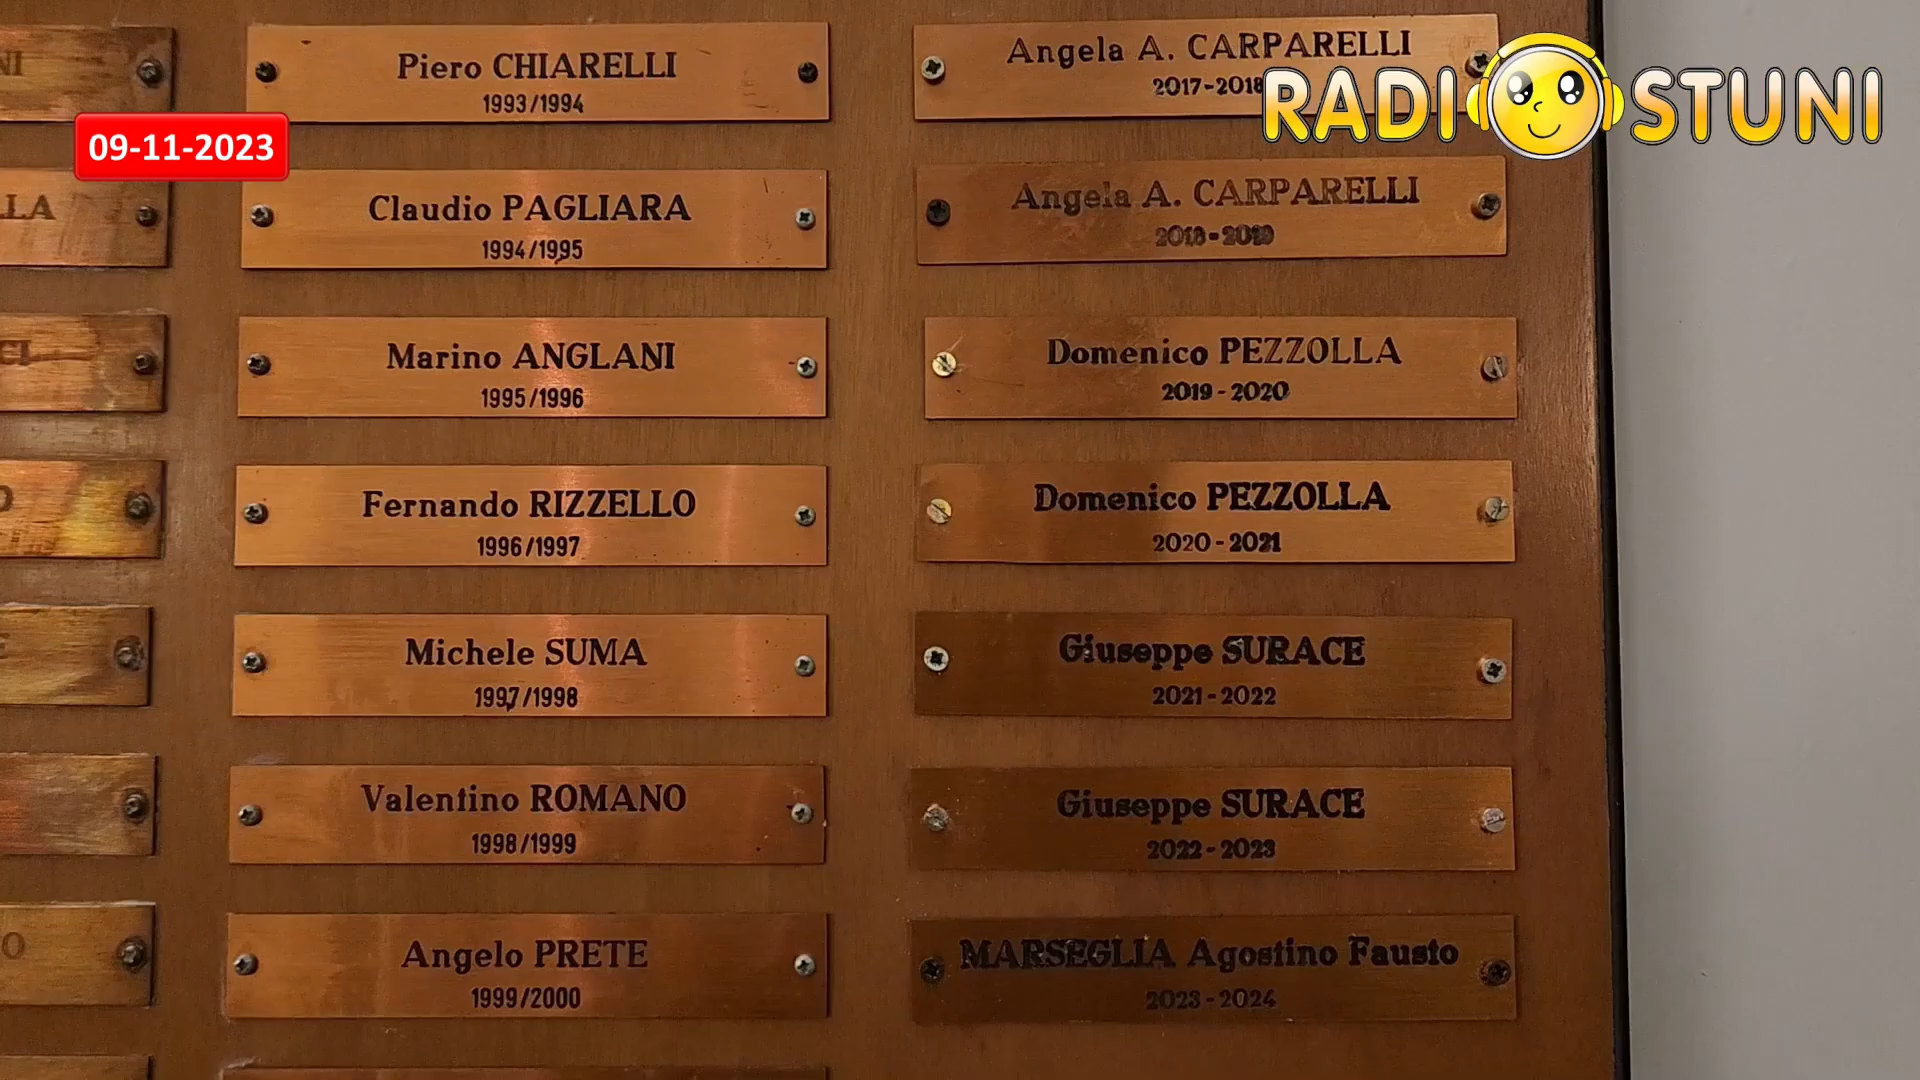 NI
LLA
CI
O
E
O
Piero CHIARELLI
1993/1994
Claudio PAGLIARA
1994/1995
Marino ANGLANI
1995/1996
Fernando RIZZELLO
1996/1997
Michele SUMA
1997/1998
Valentino ROMANO
1998/1999
Angelo PRETE
1999/2000
Angela A. CARPARELLI
2017-2018
Angela A. CARPARELLI
2018-2019
Domenico PEZZOLLA
2019-2020
Domenico PEZZOLLA
2020-2021
Giuseppe SURACE
2021-2022
Giuseppe SURACE
2022-2023
MARSEGLIA Agostino Fausto
2023-2024
09-11-2023
RADIOSTUNI